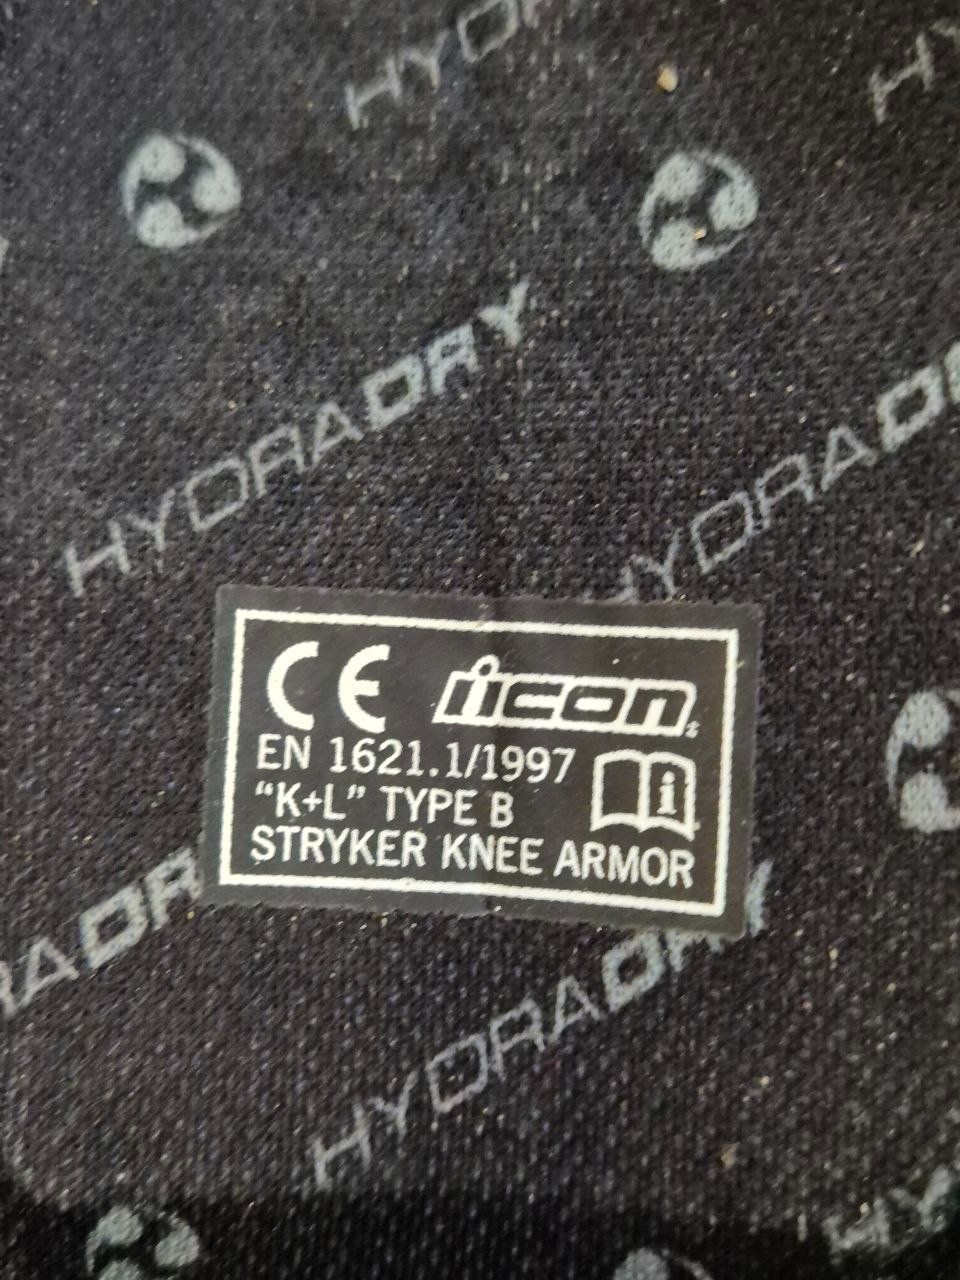 HYDRADRY
HYDRADRY
CE icon
EN 1621.1/1997
"K+L" TYPE B
STRYKER KNEE ARMOR
HYDRADRY